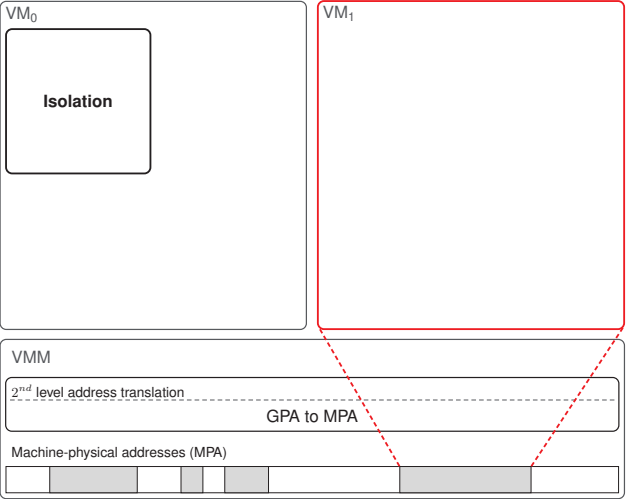 VM₀
VM₁
Isolation
VMM
2ⁿᵈ level address translation
GPA to MPA
Machine-physical addresses (MPA)